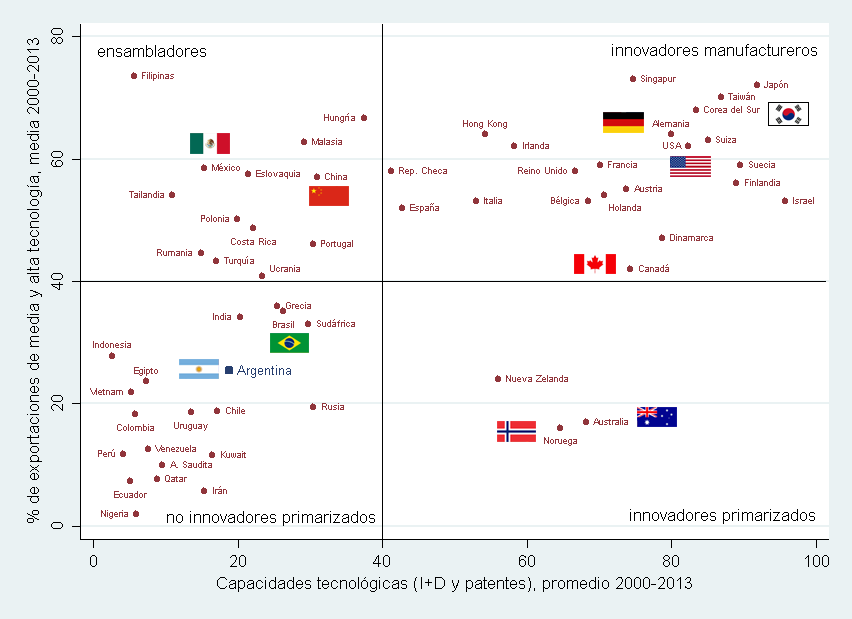 % de exportaciones de media y alta tecnología, media 2000-2013
80
60
40
20
0
ensambladores
innovadores manufactureros
Filipinas
Singapur
Japón
Taiwán
Corea del Sur
Hungría
Hong Kong
Alemania
Malasia
Irlanda
USA
Suiza
México
Eslovaquia
China
Rep. Checa
Reino Unido
Francia
Suecia
Tailandia
Austria
Finlandia
España
Italia
Bélgica
Holanda
Israel
Polonia
Costa Rica
Portugal
Dinamarca
Rumania
Turquía
Ucrania
Canadá
Grecia
India
Brasil
Sudáfrica
Indonesia
Egipto
Argentina
Nueva Zelanda
Vietnam
Colombia
Uruguay
Chile
Rusia
Australia
Noruega
Perú
Venezuela
Kuwait
A. Saudita
Qatar
Ecuador
Irán
Nigeria
no innovadores primarizados
innovadores primarizados
0
20
40
60
80
100
Capacidades tecnológicas (I+D y patentes), promedio 2000-2013